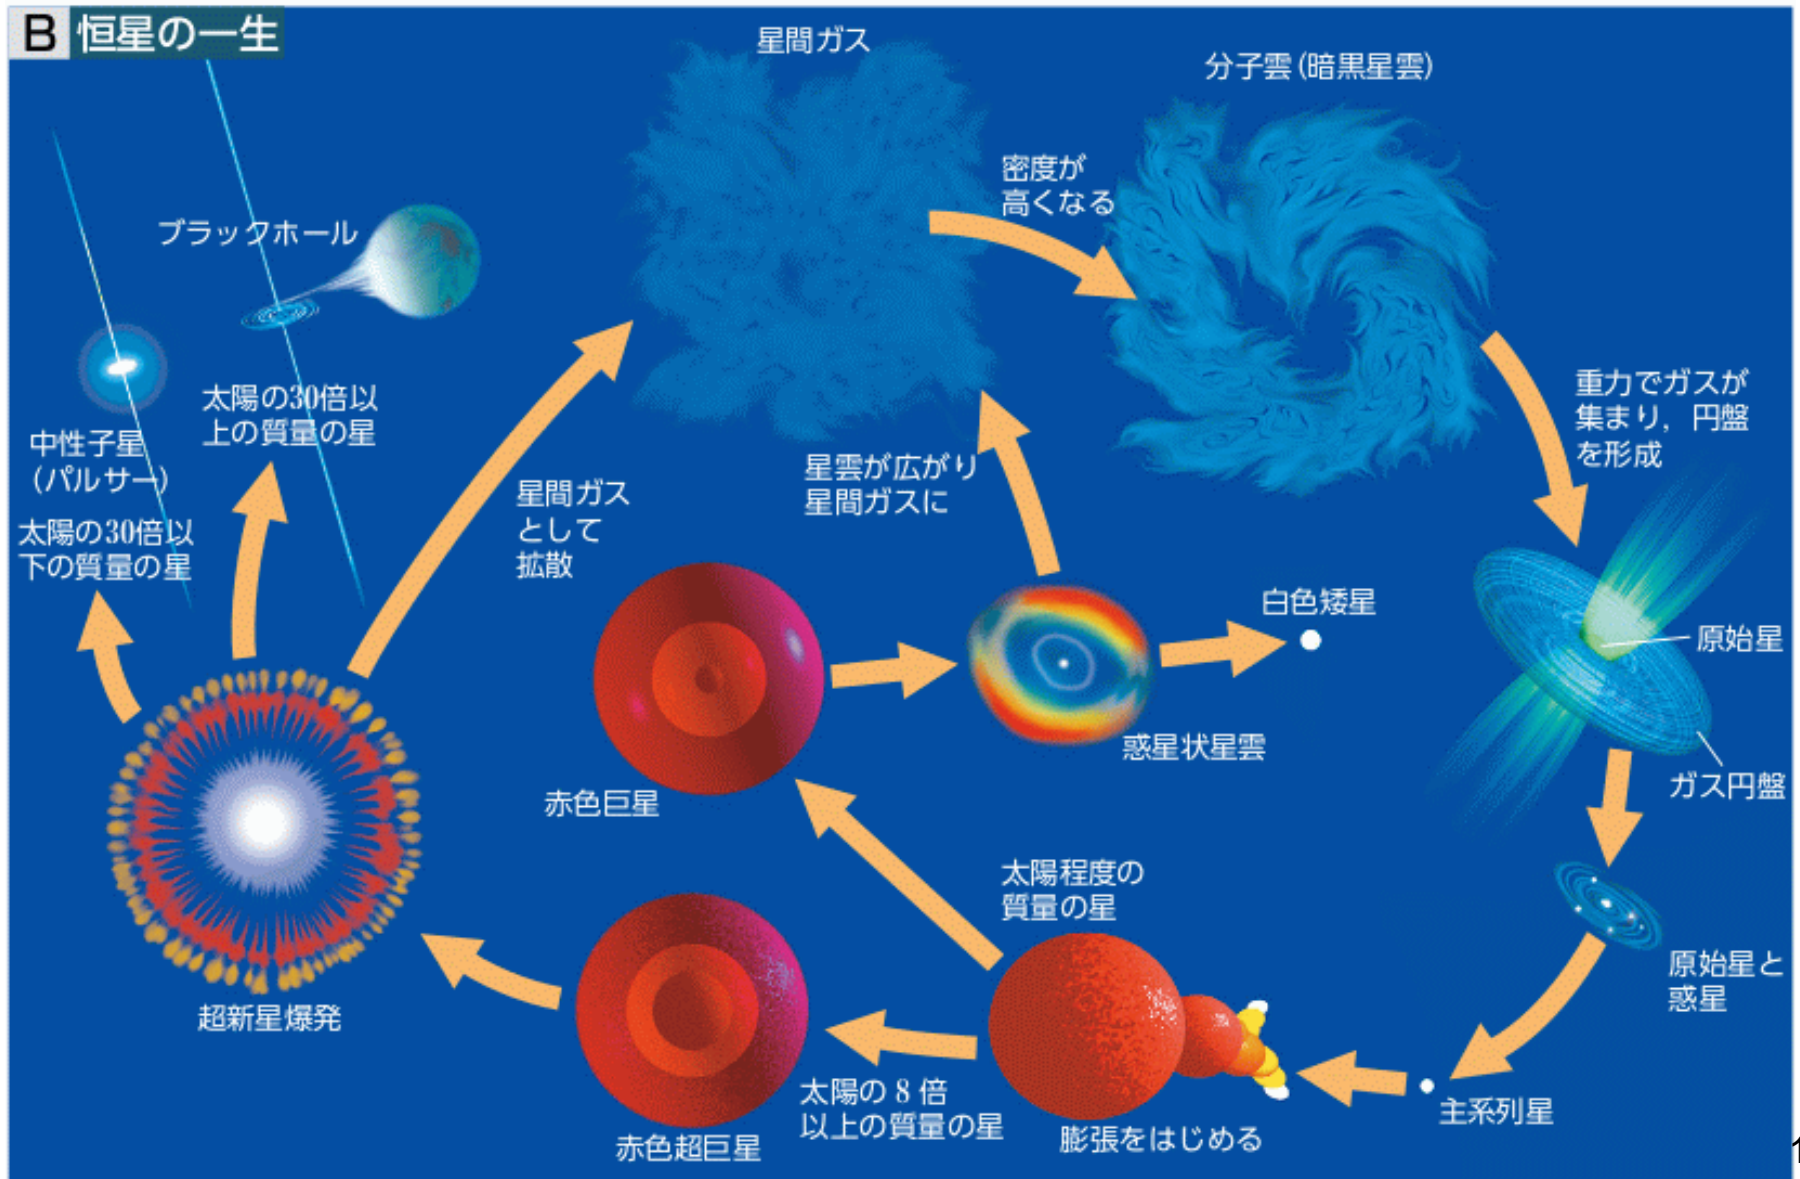 B 恒星の一生
星間ガス
分子雲(暗黒星雲)
密度が
高くなる
重力でガスが
集まり，円盤
を形成
原始星
ガス円盤
原始星と
惑星
主系列星
膨張をはじめる
太陽程度の
質量の星
太陽の8倍
以上の質量の星
赤色巨星
赤色超巨星
惑星状星雲
白色矮星
星雲が広がり
星間ガスに
超新星爆発
星間ガス
として
拡散
太陽の30倍以
上の質量の星
ブラックホール
太陽の30倍以
下の質量の星
中性子星
(パルサー)